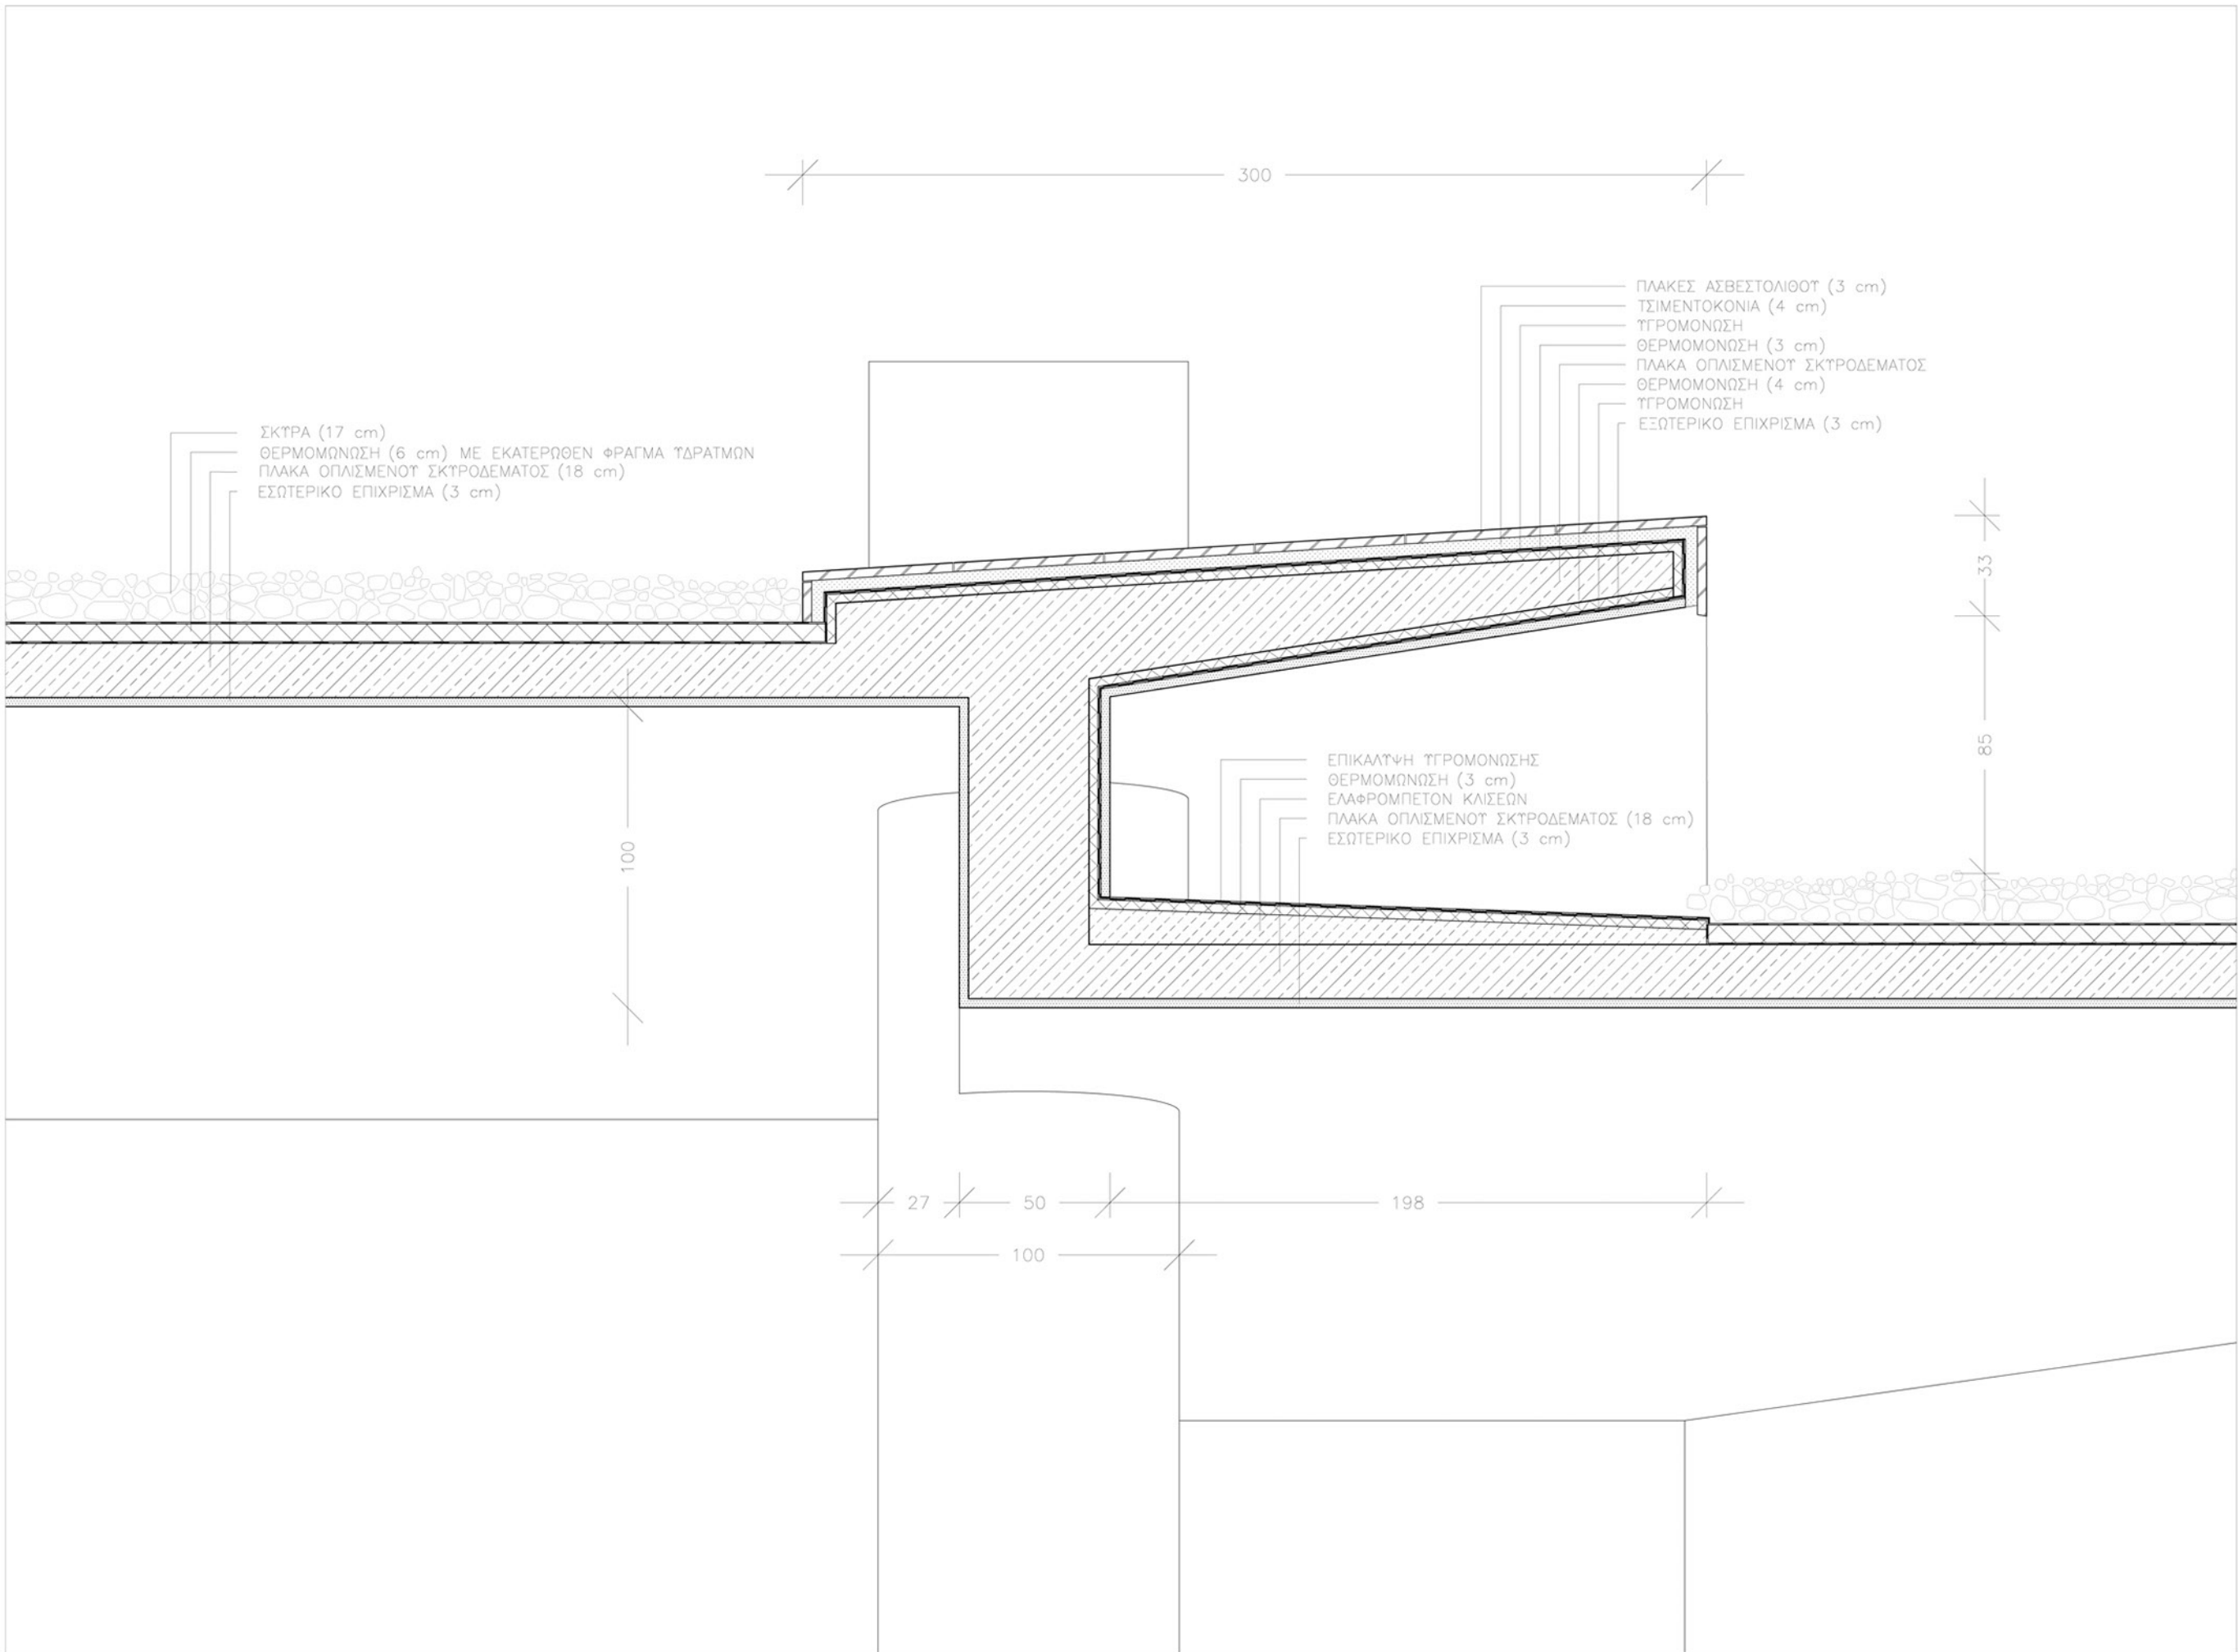 300
ΠΛΑΚΕΣ ΑΣΒΕΣΤΟΛΙΘΟΥ (3 cm)
ΤΣΙΜΕΝΤΟΚΟΝΙΑ (4 cm)
ΥΓΡΟΜΟΝΩΣΗ
ΘΕΡΜΟΜΟΝΩΣΗ (3 cm)
ΠΛΑΚΑ ΟΠΛΙΣΜΕΝΟΥ ΣΚΥΡΟΔΕΜΑΤΟΣ
ΘΕΡΜΟΜΟΝΩΣΗ (4 cm)
ΥΓΡΟΜΟΝΩΣΗ
ΕΞΩΤΕΡΙΚΟ ΕΠΙΧΡΙΣΜΑ (3 cm)
ΣΚΥΡΑ (17 cm)
ΘΕΡΜΟΜΩΝΩΣΗ (6 cm) ΜΕ ΕΚΑΤΕΡΩΘΕΝ ΦΡΑΓΜΑ ΥΔΡΑΤΜΩΝ
ΠΛΑΚΑ ΟΠΛΙΣΜΕΝΟΥ ΣΚΥΡΟΔΕΜΑΤΟΣ (18 cm)
ΕΣΩΤΕΡΙΚΟ ΕΠΙΧΡΙΣΜΑ (3 cm)
33
85
ΕΠΙΚΑΛΥΨΗ ΥΓΡΟΜΟΝΩΣΗΣ
ΘΕΡΜΟΜΩΝΩΣΗ (3 cm)
ΕΛΑΦΡΟΜΠΕΤΟΝ ΚΛΙΣΕΩΝ
ΠΛΑΚΑ ΟΠΛΙΣΜΕΝΟΥ ΣΚΥΡΟΔΕΜΑΤΟΣ (18 cm)
ΕΣΩΤΕΡΙΚΟ ΕΠΙΧΡΙΣΜΑ (3 cm)
100
27 50 198
100